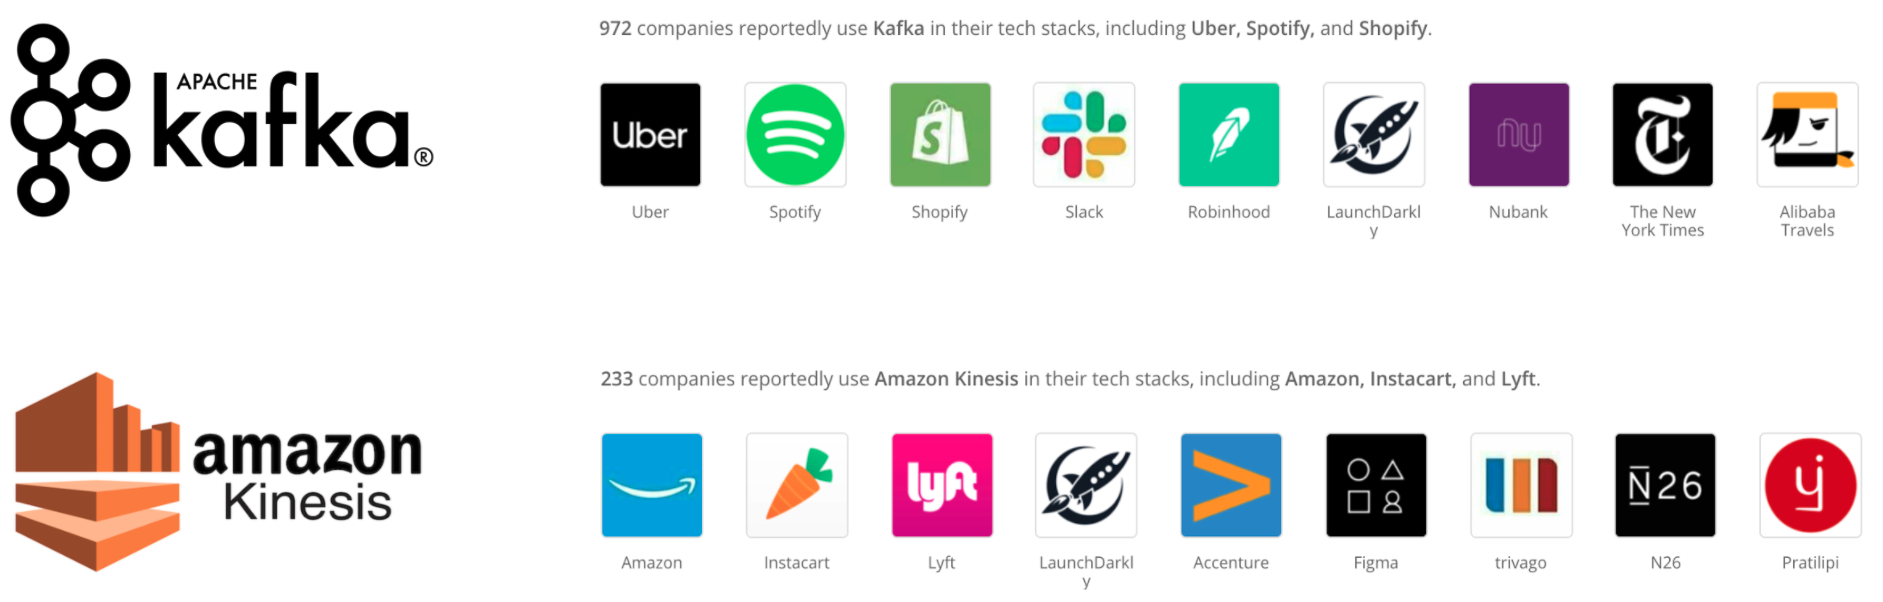 972 companies reportedly use Kafka in their tech stacks, including Uber, Spotify, and Shopify.
APACHE
kafka®
Uber
nu
T
S
Uber
Spotify
Shopify
Slack
Robinhood
LaunchDarkl
y
Nubank
The New
York Times
Alibaba
Travels
233 companies reportedly use Amazon Kinesis in their tech stacks, including Amazon, Instacart, and Lyft.
amazon
Kinesis
lyft
N26
Amazon
Instacart
Lyft
LaunchDarkl
y
Accenture
Figma
trivago
N26
Pratilipi